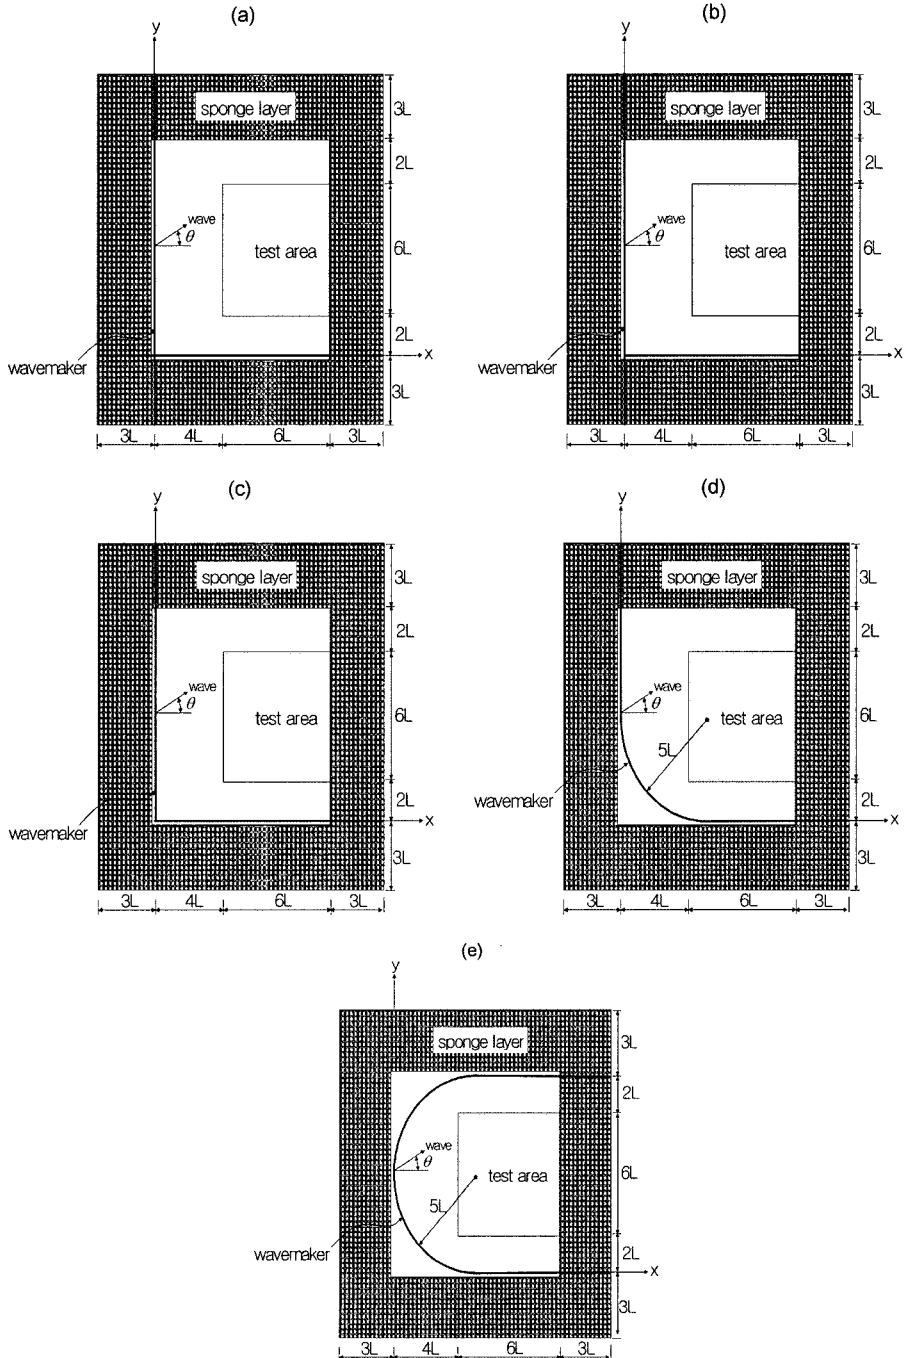 (a)
y
sponge layer
3L
2L
wave
θ
test area
6L
2L
wavemaker
x
3L
3L 4L 6L 3L
(b)
y
sponge layer
3L
2L
wave
θ
test area
6L
2L
wavemaker
x
3L
3L 4L 6L 3L
(c)
y
sponge layer
3L
2L
wave
θ
test area
6L
2L
wavemaker
x
3L
3L 4L 6L 3L
(d)
y
sponge layer
3L
2L
wave
θ
test area
6L
5L
wavemaker
2L
x
3L
3L 4L 6L 3L
(e)
y
sponge layer
3L
2L
wave
θ
test area
6L
5L
wavemaker
2L
x
3L
3L 4L 6L 3L